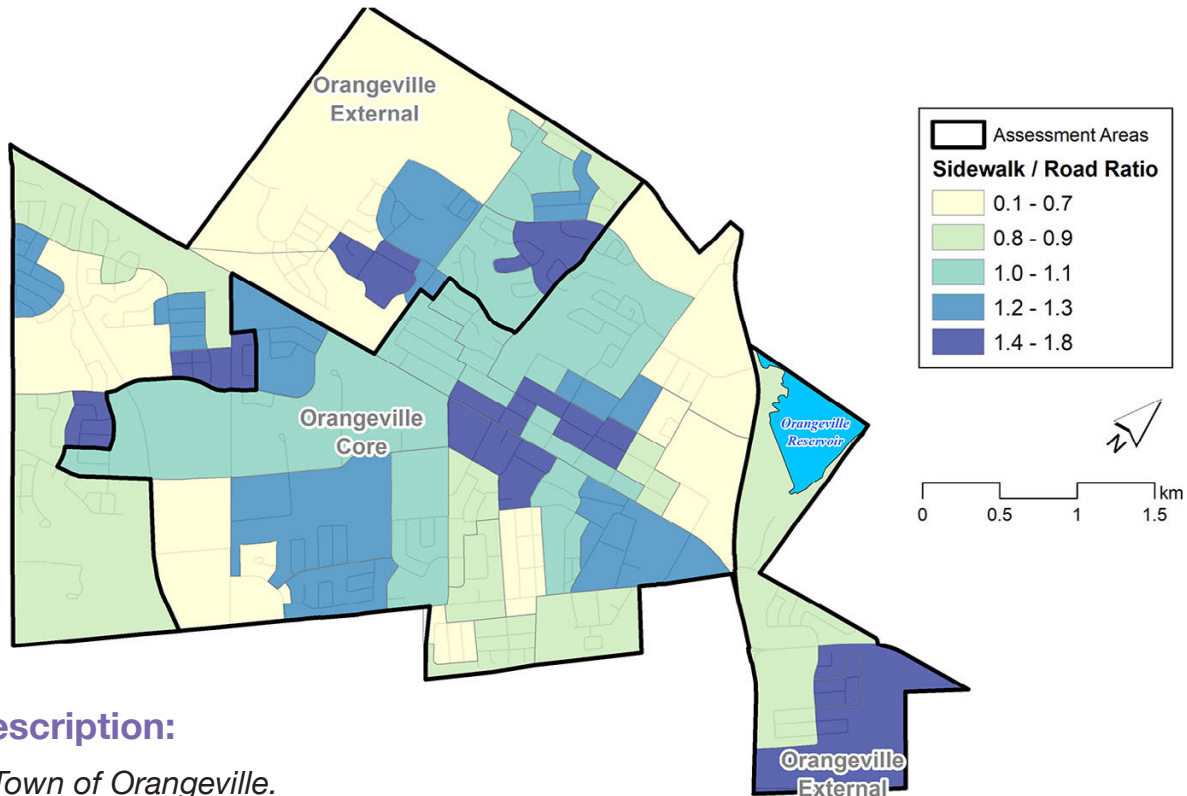 Orangeville
External
Assessment Areas
Sidewalk / Road Ratio
0.1 - 0.7
0.8 - 0.9
1.0 - 1.1
1.2 - 1.3
1.4 - 1.8
Orangeville
Core
Orangeville
Reservoir
N
km
0 0.5 1 1.5
escription:
Town of Orangeville.
Orangeville
External